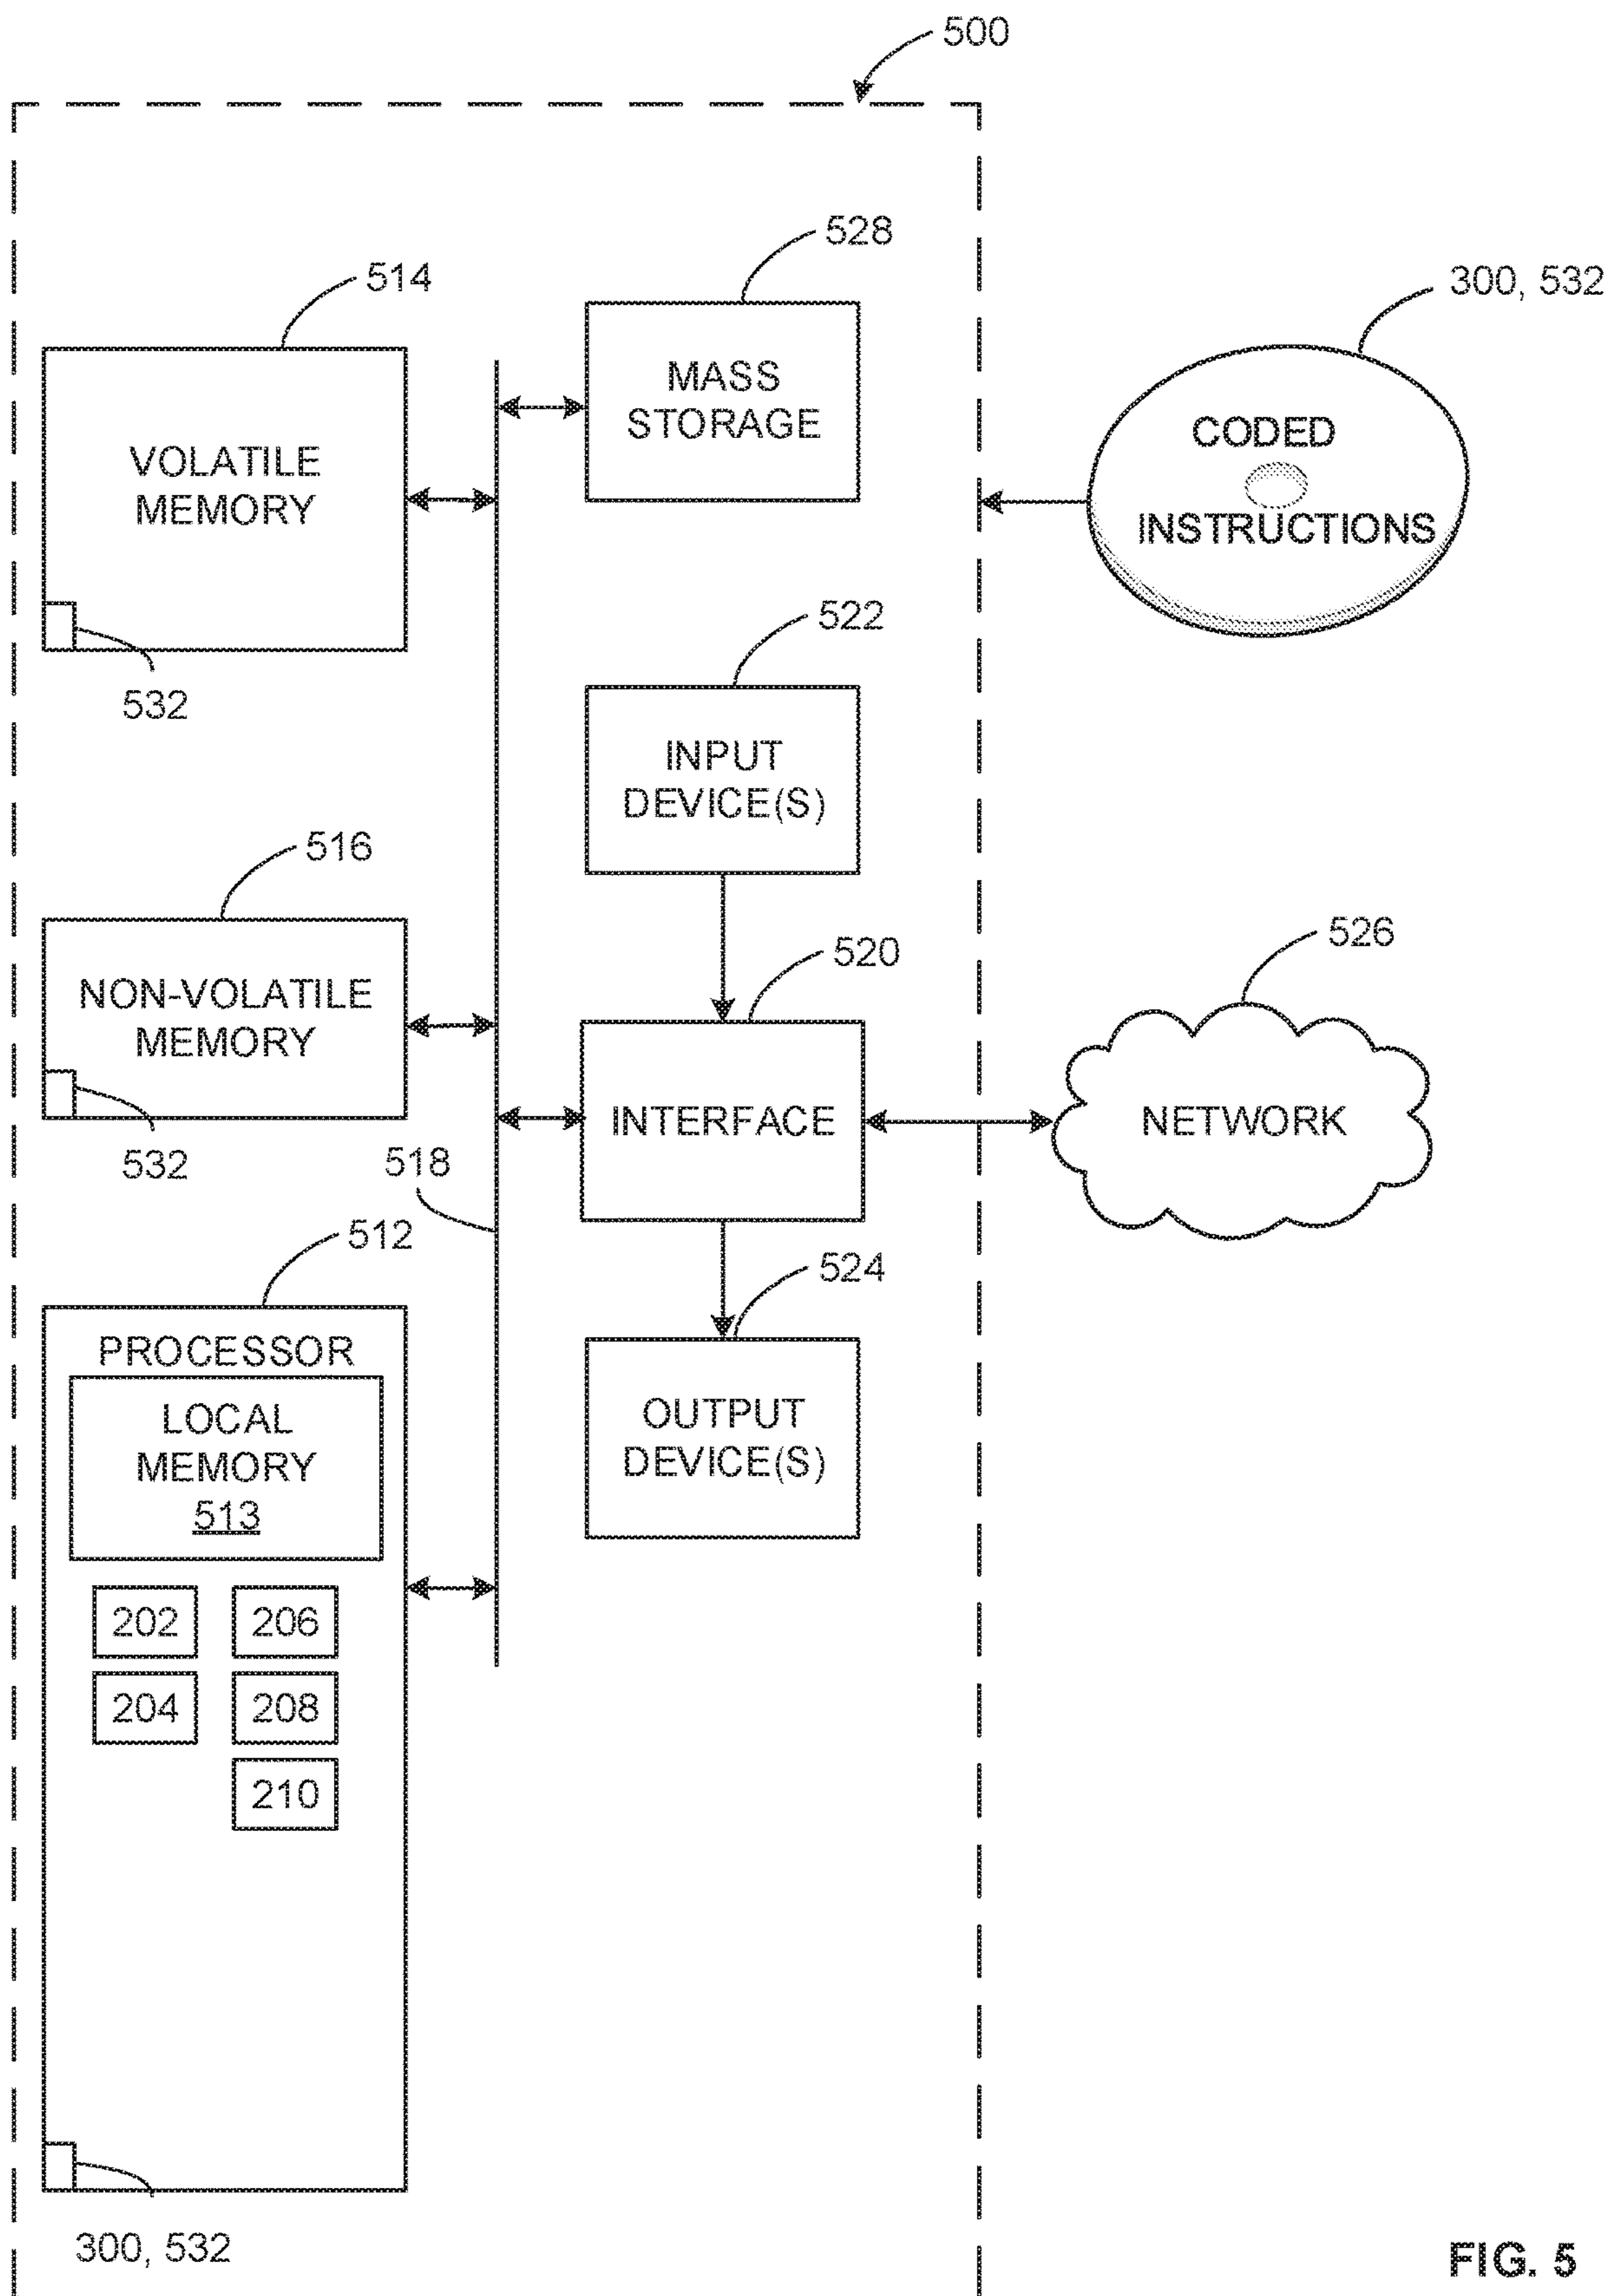 500
528
514
300, 532
MASS
STORAGE
VOLATILE
MEMORY
CODED
INSTRUCTIONS
532
522
INPUT
DEVICE(S)
516
520
526
NON-VOLATILE
MEMORY
INTERFACE
NETWORK
532
518
512
524
PROCESSOR
LOCAL
MEMORY
513
OUTPUT
DEVICE(S)
202
206
204
208
210
300, 532
FIG. 5